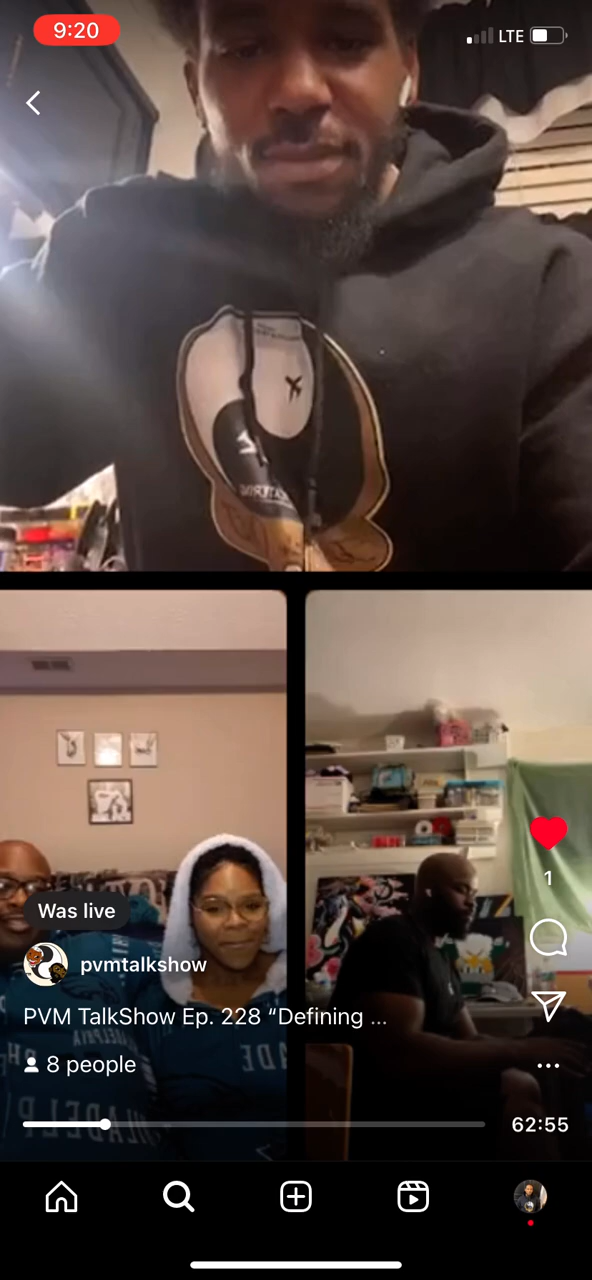 9:20
LTE
Was live
pvmtalkshow
PVM TalkShow Ep. 228 “Defining ...
1
8 people
62:55